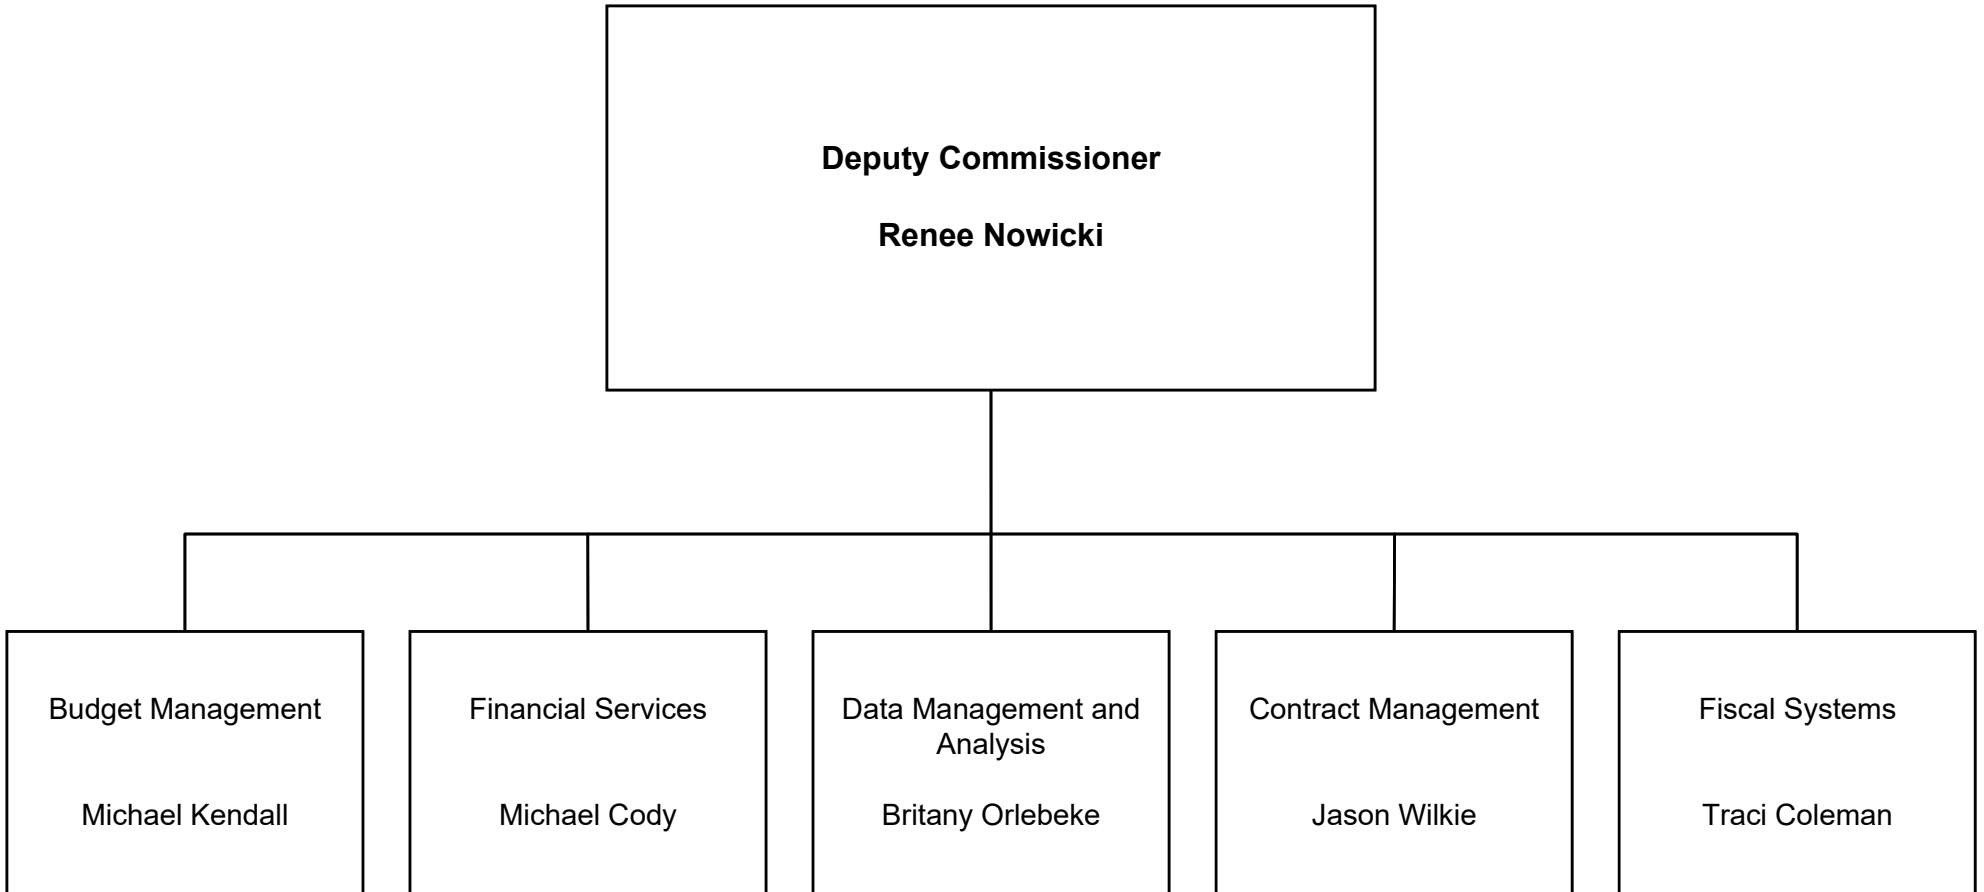 Deputy Commissioner
Renee Nowicki
Budget Management
Michael Kendall
Financial Services
Michael Cody
Data Management and
Analysis
Britany Orlebeke
Contract Management
Jason Wilkie
Fiscal Systems
Traci Coleman